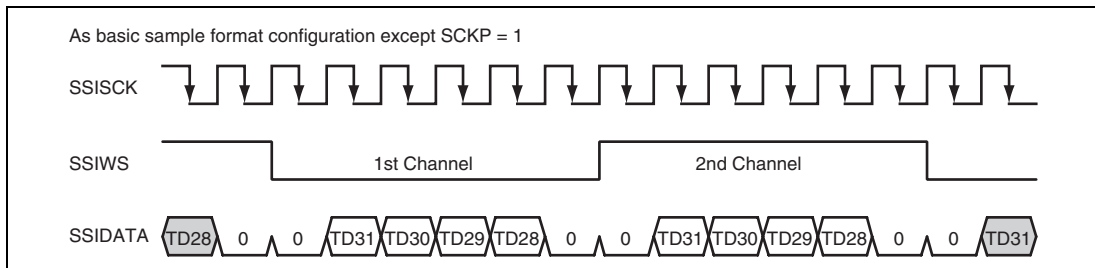 As basic sample format configuration except SCKP = 1
SSISCK
SSIWS 1st Channel 2nd Channel
SSIDATA TD28 0 0 TD31 TD30 TD29 TD28 0 0 TD31 TD30 TD29 TD28 0 0 TD31